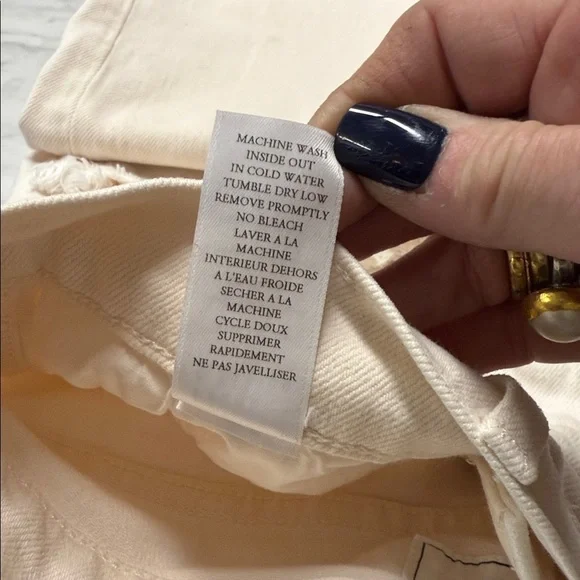 MACHINE WASH
INSIDE OUT
IN COLD WATER
TUMBLE DRY LOW
REMOVE PROMPTLY
NO BLEACH
LAVER A LA
MACHINE
INTERIEUR DEHORS
A L'EAU FROIDE
SECHER A LA
MACHINE
CYCLE DOUX
SUPPRIMER
RAPIDEMENT
NE PAS JAVELLISER